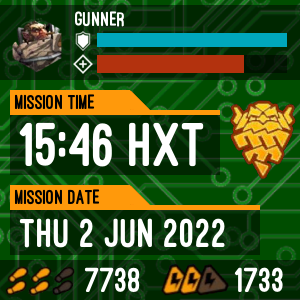 GUNNER
MISSION TIME
15:46 HXT
MISSION DATE
THU 2 JUN 2022
7738 1733